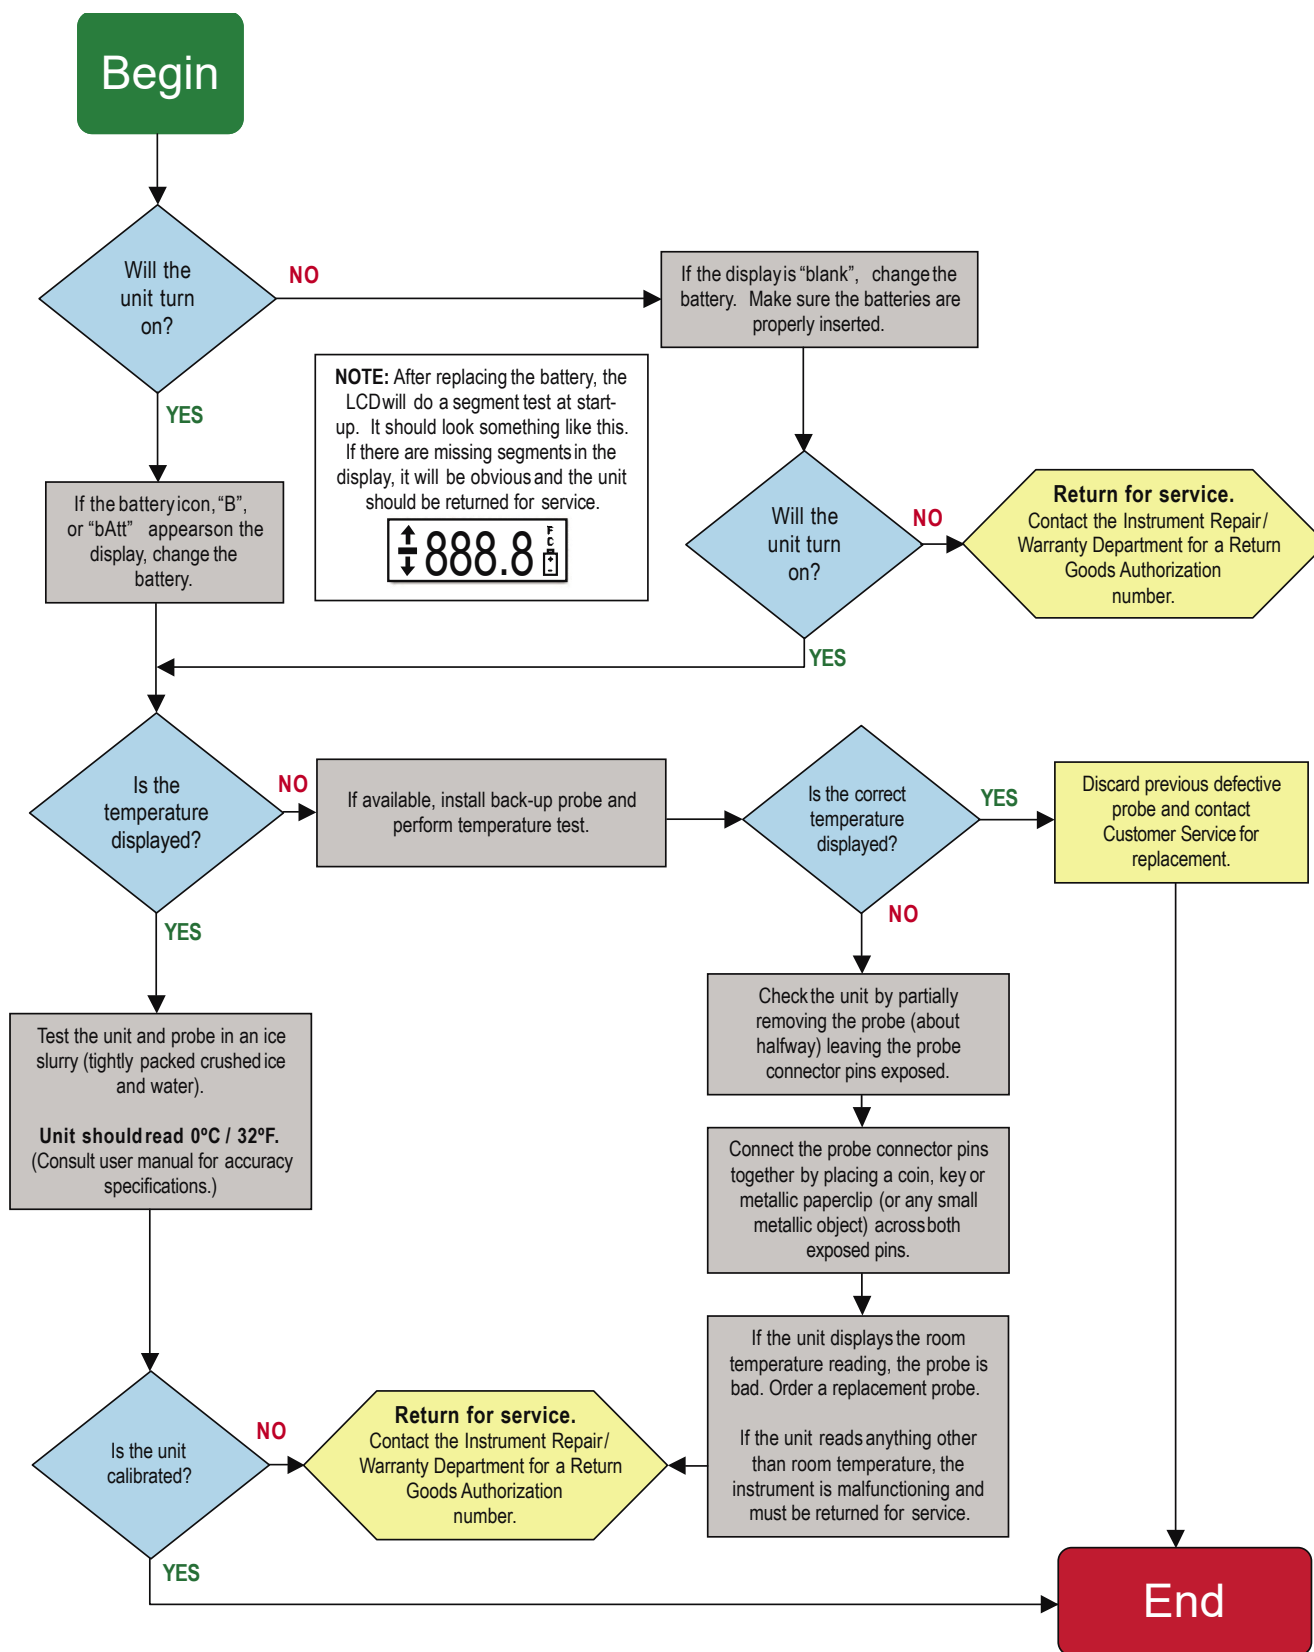 Begin
Will the
unit turn
on?
NO
YES
If the display is “blank”, change the
battery. Make sure the batteries are
properly inserted.
NOTE: After replacing the battery, the
LCD will do a segment test at start-
up. It should look something like this.
If there are missing segments in the
display, it will be obvious and the unit
should be returned for service.
888.8
F
C
+
-
If the battery icon, “B”,
or “bAtt” appears on the
display, change the
battery.
Will the
unit turn
on?
NO
YES
Return for service.
Contact the Instrument Repair/
Warranty Department for a Return
Goods Authorization
number.
Is the
temperature
displayed?
NO
YES
If available, install back-up probe and
perform temperature test.
Is the correct
temperature
displayed?
YES
NO
Discard previous defective
probe and contact
Customer Service for
replacement.
Check the unit by partially
removing the probe (about
halfway) leaving the probe
connector pins exposed.
Connect the probe connector pins
together by placing a coin, key or
metallic paperclip (or any small
metallic object) across both
exposed pins.
If the unit displays the room
temperature reading, the probe is
bad. Order a replacement probe.
If the unit reads anything other
than room temperature, the
instrument is malfunctioning and
must be returned for service.
Test the unit and probe in an ice
slurry (tightly packed crushed ice
and water).
Unit should read 0ºC / 32ºF.
(Consult user manual for accuracy
specifications.)
Is the unit
calibrated?
NO
YES
Return for service.
Contact the Instrument Repair/
Warranty Department for a Return
Goods Authorization
number.
End